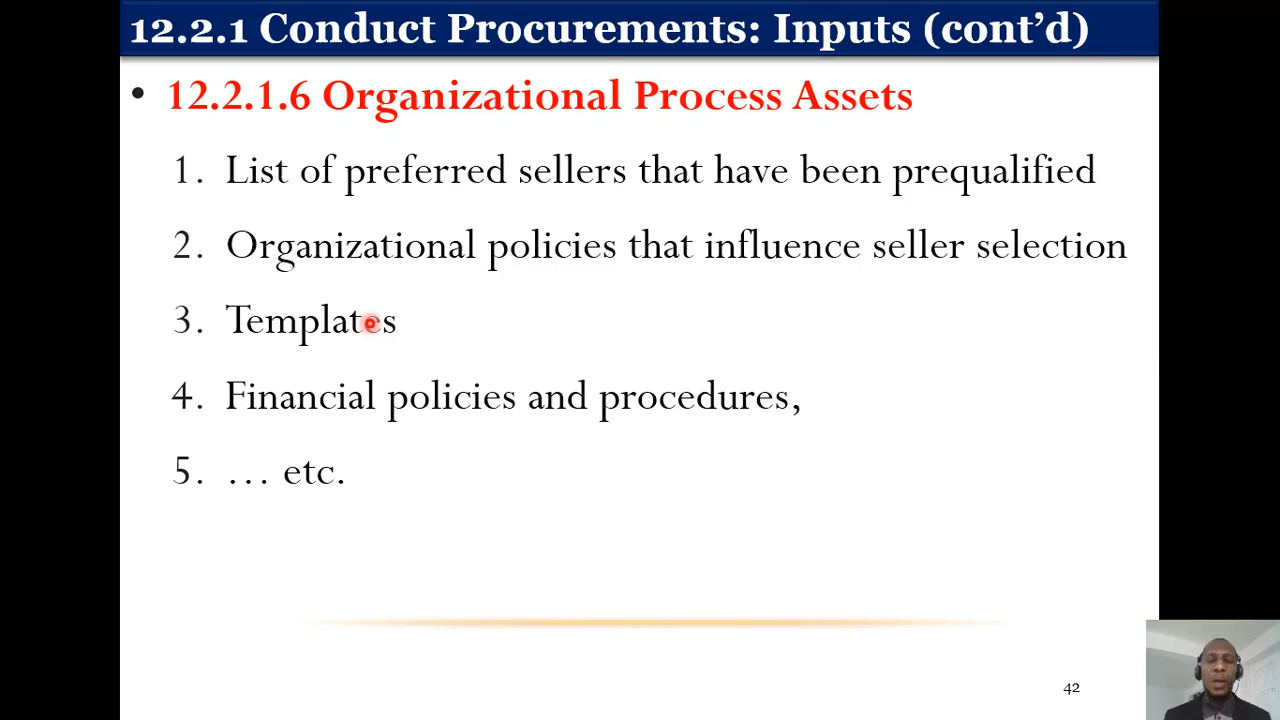 12.2.1 Conduct Procurements: Inputs (cont’d)
• 12.2.1.6 Organizational Process Assets
1. List of preferred sellers that have been prequalified
2. Organizational policies that influence seller selection
3. Templates
4. Financial policies and procedures,
5. … etc.
42